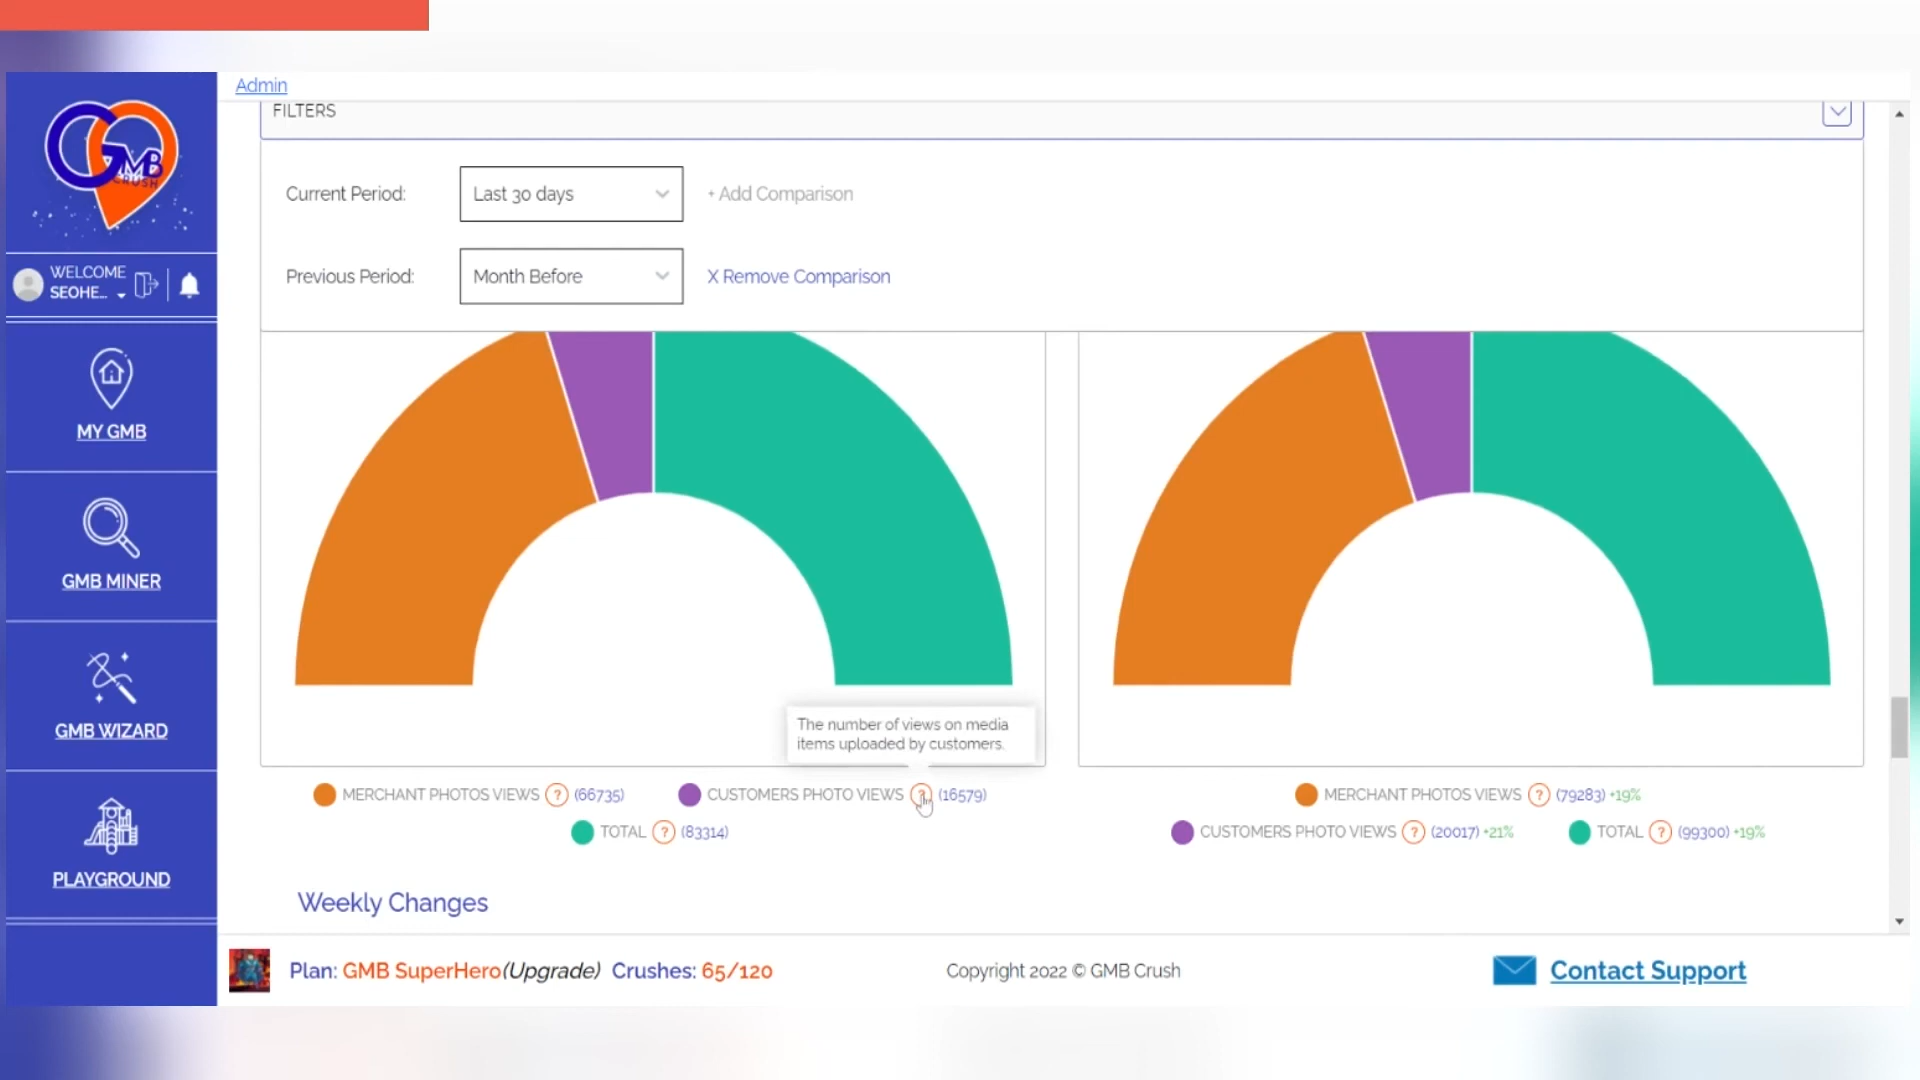 Admin
FILTERS
GMB
CRUSH
Current Period: Last 30 days + Add Comparison
Previous Period: Month Before X Remove Comparison
WELCOME
SEOHE...
MY GMB
GMB MINER
GMB WIZARD
PLAYGROUND
The number of views on media
items uploaded by customers.
MERCHANT PHOTOS VIEWS ? (66735) CUSTOMERS PHOTO VIEWS ? (16579)
TOTAL ? (83314)
MERCHANT PHOTOS VIEWS ? (79283) +19%
CUSTOMERS PHOTO VIEWS ? (20017) +21% TOTAL ? (99300) +19%
Weekly Changes
Plan: GMB SuperHero(Upgrade) Crushes: 65/120
Copyright 2022 © GMB Crush
Contact Support